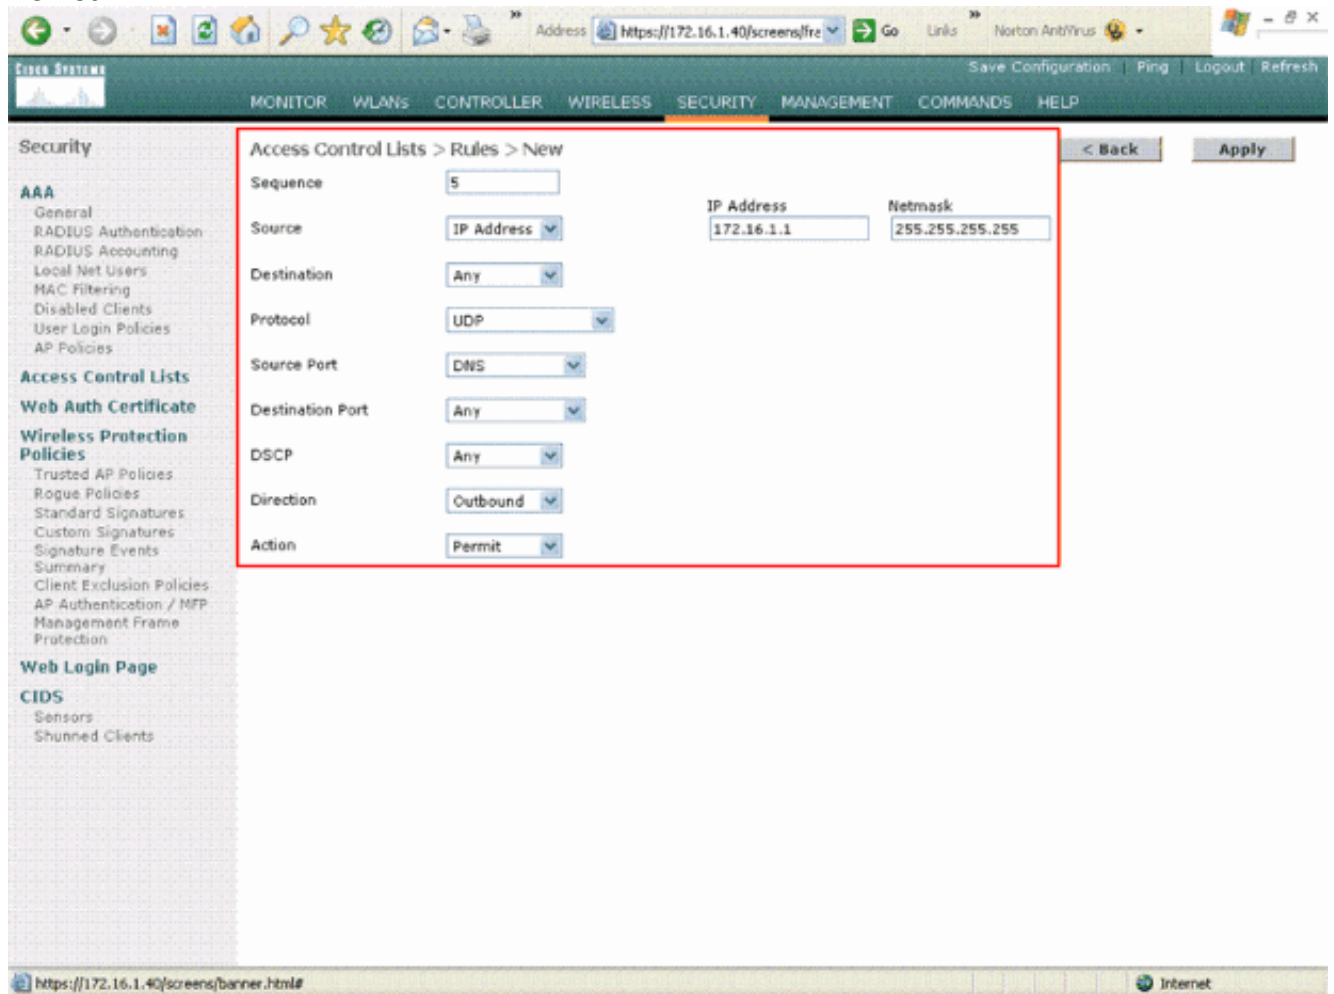 Address https://172.16.1.40/screens/fra Go Links Norton AntiVirus
CISCO SYSTEMS
Save Configuration Ping Logout Refresh
MONITOR WLANs CONTROLLER WIRELESS SECURITY MANAGEMENT COMMANDS HELP
Security
AAA
General
RADIUS Authentication
RADIUS Accounting
Local Net Users
MAC Filtering
Disabled Clients
User Login Policies
AP Policies
Access Control Lists
Web Auth Certificate
Wireless Protection
Policies
Trusted AP Policies
Rogue Policies
Standard Signatures
Custom Signatures
Signature Events
Summary
Client Exclusion Policies
AP Authentication / MFP
Management Frame
Protection
Web Login Page
CIDS
Sensors
Shunned Clients
Access Control Lists > Rules > New
< Back Apply
Sequence 5
IP Address Netmask
Source IP Address 172.16.1.1 255.255.255.255
Destination Any
Protocol UDP
Source Port DNS
Destination Port Any
DSCP Any
Direction Outbound
Action Permit
https://172.16.1.40/screens/banner.html# Internet